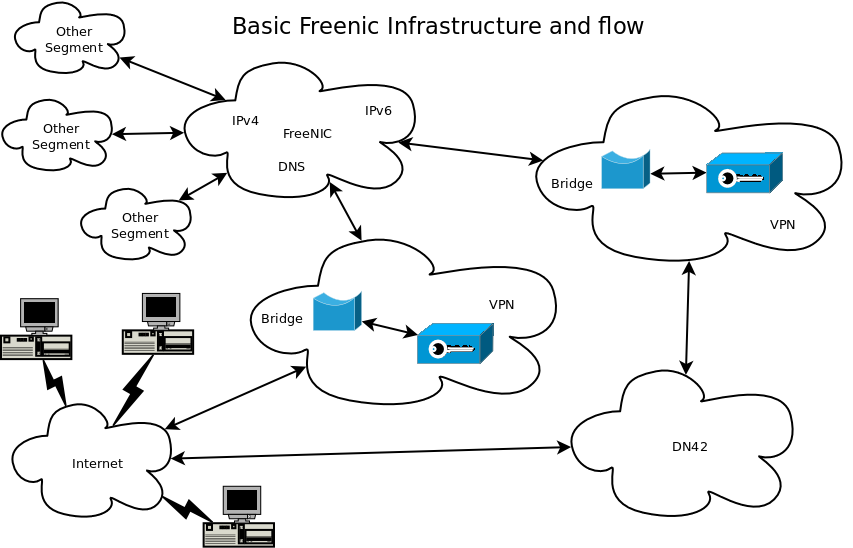 Basic Freenic Infrastructure and flow
Other
Segment
Other
Segment
Other
Segment
IPv4
IPv6
FreeNIC
DNS
Bridge
VPN
Bridge
VPN
Internet
DN42